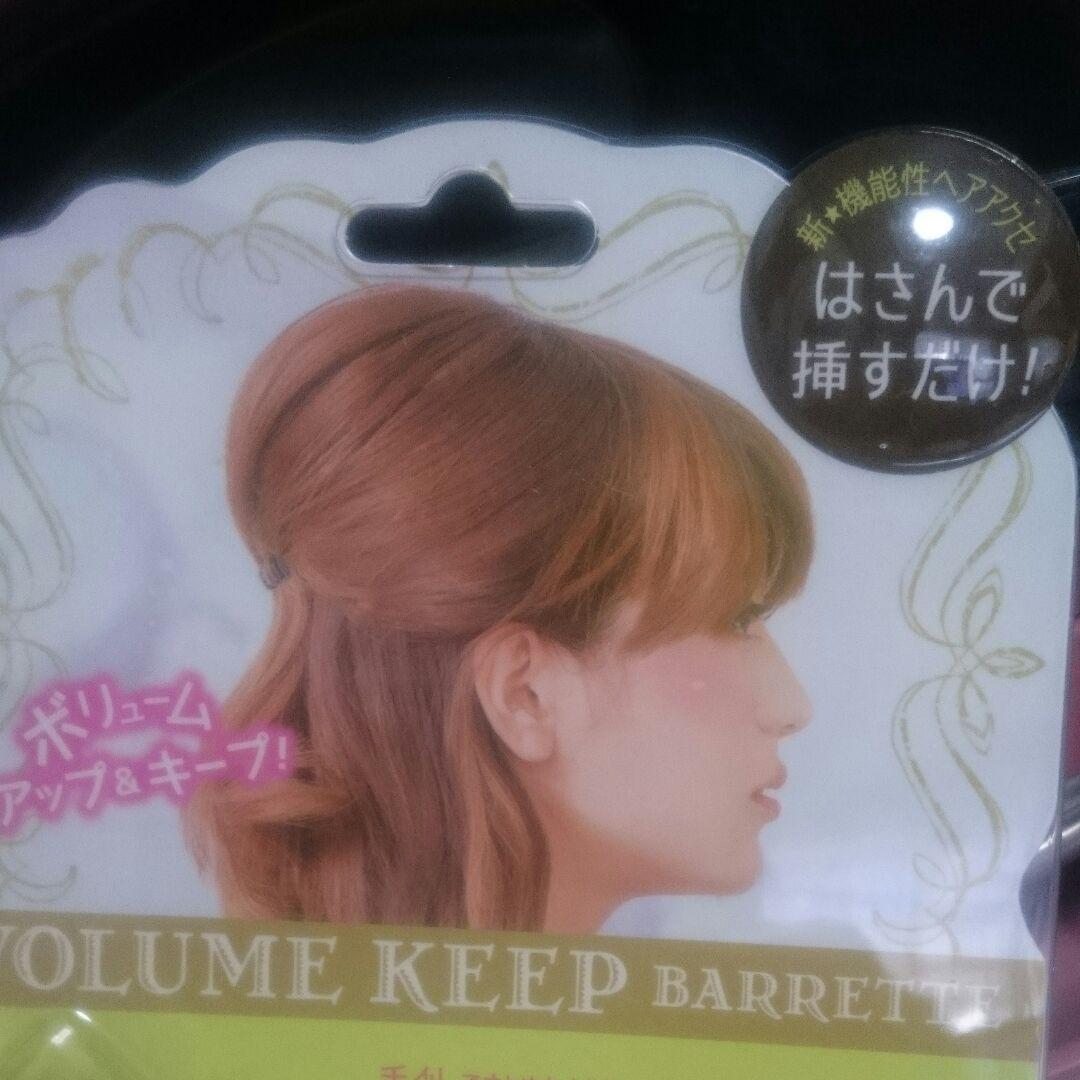 新★機能性ヘアアクセ
はさんで
挿すだけ!
ボリューム
アップ&キープ!
VOLUME KEEP BARRETTE